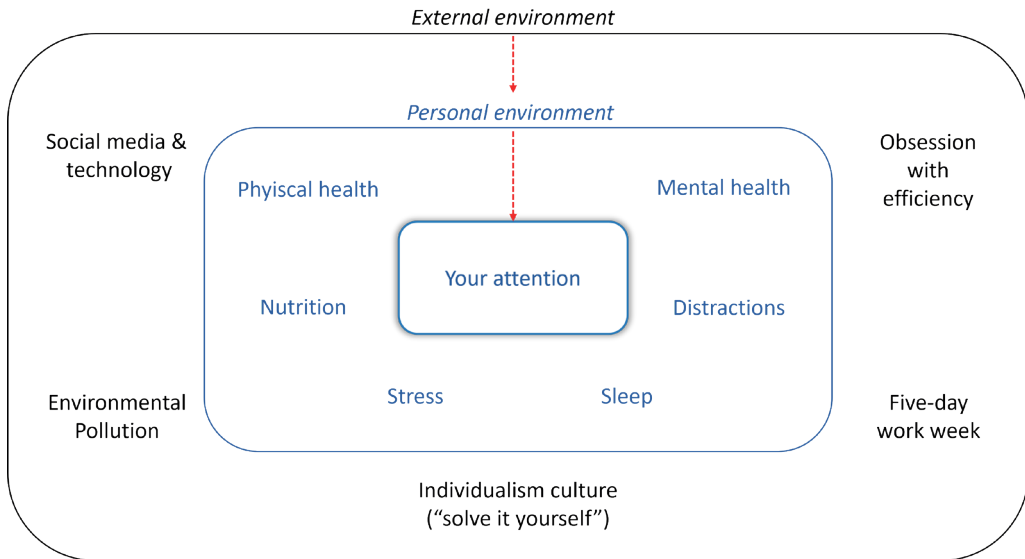 External environment
Personal environment
Social media &
technology
Obsession
with
efficiency
Phyiscal health
Mental health
Your attention
Nutrition
Distractions
Stress
Sleep
Environmental
Pollution
Five-day
work week
Individualism culture
(“solve it yourself”)